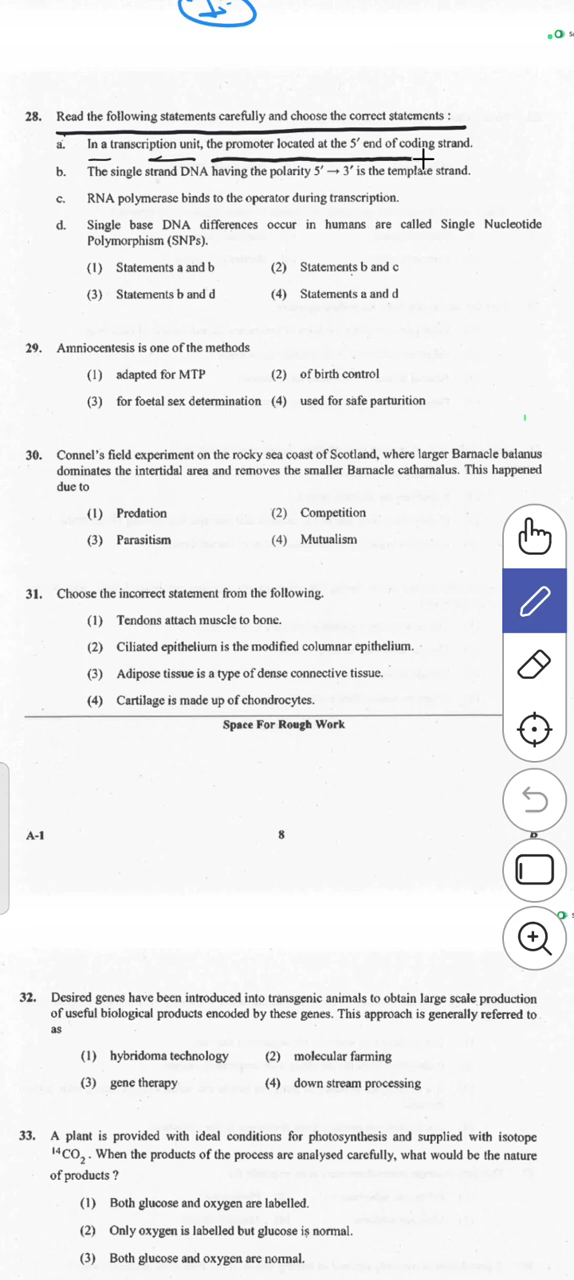 28. Read the following statements carefully and choose the correct statements :
a. In a transcription unit, the promoter located at the 5′ end of coding strand.
b. The single strand DNA having the polarity 5′ → 3′ is the template strand.
c. RNA polymerase binds to the operator during transcription.
d. Single base DNA differences occur in humans are called Single Nucleotide
Polymorphism (SNPs).
(1) Statements a and b (2) Statements b and c
(3) Statements b and d (4) Statements a and d
29. Amniocentesis is one of the methods
(1) adapted for MTP (2) of birth control
(3) for foetal sex determination (4) used for safe parturition
30. Connel's field experiment on the rocky sea coast of Scotland, where larger Barnacle balanus
dominates the intertidal area and removes the smaller Barnacle cathamalus. This happened
due to
(1) Predation (2) Competition
(3) Parasitism (4) Mutualism
31. Choose the incorrect statement from the following.
(1) Tendons attach muscle to bone.
(2) Ciliated epithelium is the modified columnar epithelium.
(3) Adipose tissue is a type of dense connective tissue.
(4) Cartilage is made up of chondrocytes.
Space For Rough Work
A-1 8
32. Desired genes have been introduced into transgenic animals to obtain large scale production
of useful biological products encoded by these genes. This approach is generally referred to
as
(1) hybridoma technology (2) molecular farming
(3) gene therapy (4) down stream processing
33. A plant is provided with ideal conditions for photosynthesis and supplied with isotope
¹⁴CO₂. When the products of the process are analysed carefully, what would be the nature
of products ?
(1) Both glucose and oxygen are labelled.
(2) Only oxygen is labelled but glucose is normal.
(3) Both glucose and oxygen are normal.